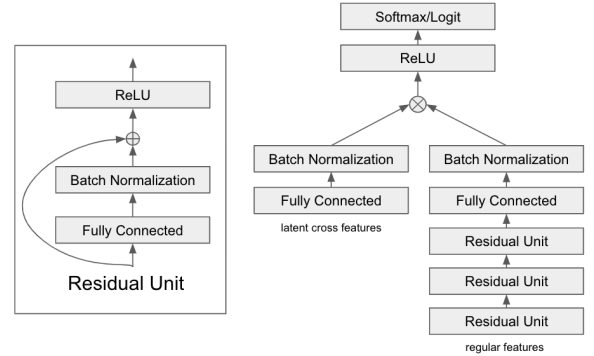 ReLU
Batch Normalization
Fully Connected
Residual Unit
Softmax/Logit
ReLU
Batch Normalization
Fully Connected
latent cross features
Batch Normalization
Fully Connected
Residual Unit
Residual Unit
Residual Unit
regular features